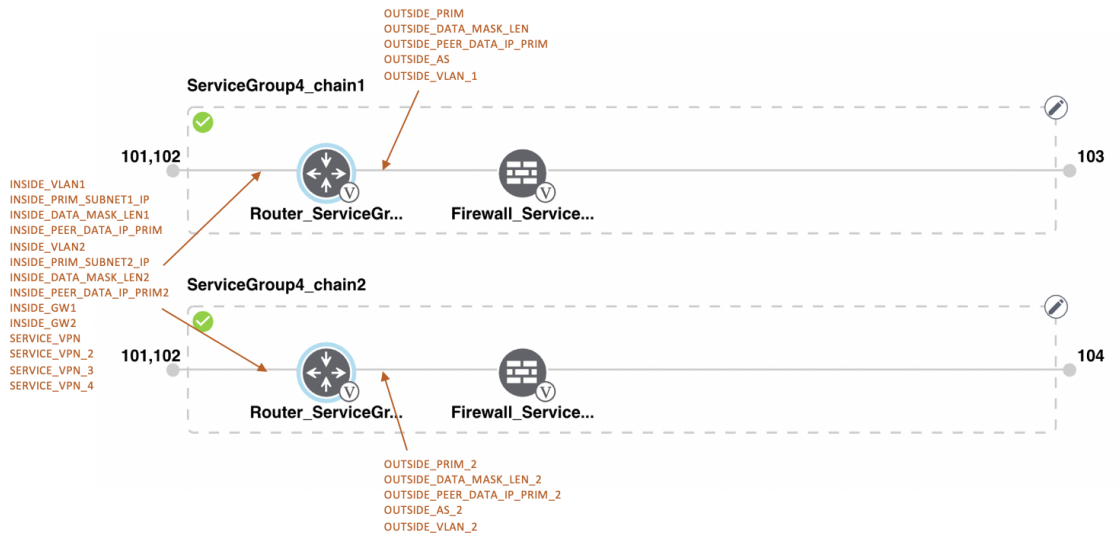 OUTSIDE_PRIM
OUTSIDE_DATA_MASK_LEN
OUTSIDE_PEER_DATA_IP_PRIM
OUTSIDE_AS
OUTSIDE_VLAN_1
ServiceGroup4_chain1
101,102
103
V
V
Router_ServiceGr...
Firewall_Service...
INSIDE_VLAN1
INSIDE_PRIM_SUBNET1_IP
INSIDE_DATA_MASK_LEN1
INSIDE_PEER_DATA_IP_PRIM
INSIDE_VLAN2
INSIDE_PRIM_SUBNET2_IP
INSIDE_DATA_MASK_LEN2
INSIDE_PEER_DATA_IP_PRIM2
INSIDE_GW1
INSIDE_GW2
SERVICE_VPN
SERVICE_VPN_2
SERVICE_VPN_3
SERVICE_VPN_4
ServiceGroup4_chain2
101,102
104
V
V
Router_ServiceGr...
Firewall_Service...
OUTSIDE_PRIM_2
OUTSIDE_DATA_MASK_LEN_2
OUTSIDE_PEER_DATA_IP_PRIM_2
OUTSIDE_AS_2
OUTSIDE_VLAN_2